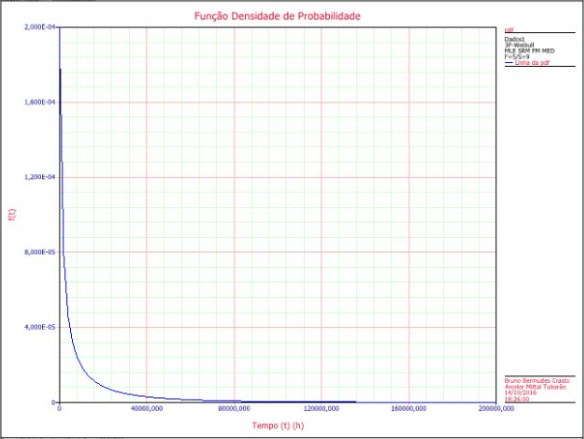 Função Densidade de Probabilidade
pdf
Dados1
3P-Weibull
MLE SRM FM MED
F=5/S=9
Linha da pdf
2,000E-04
1,600E-04
1,200E-04
8,000E-05
4,000E-05
0
f(t)
0
40000,000
80000,000
120000,000
160000,000
200000,000
Tempo (t) (h)
Bruno Bermudes Crasto
Arcelor Mittal Tubarão
14/10/2016
18:26:00